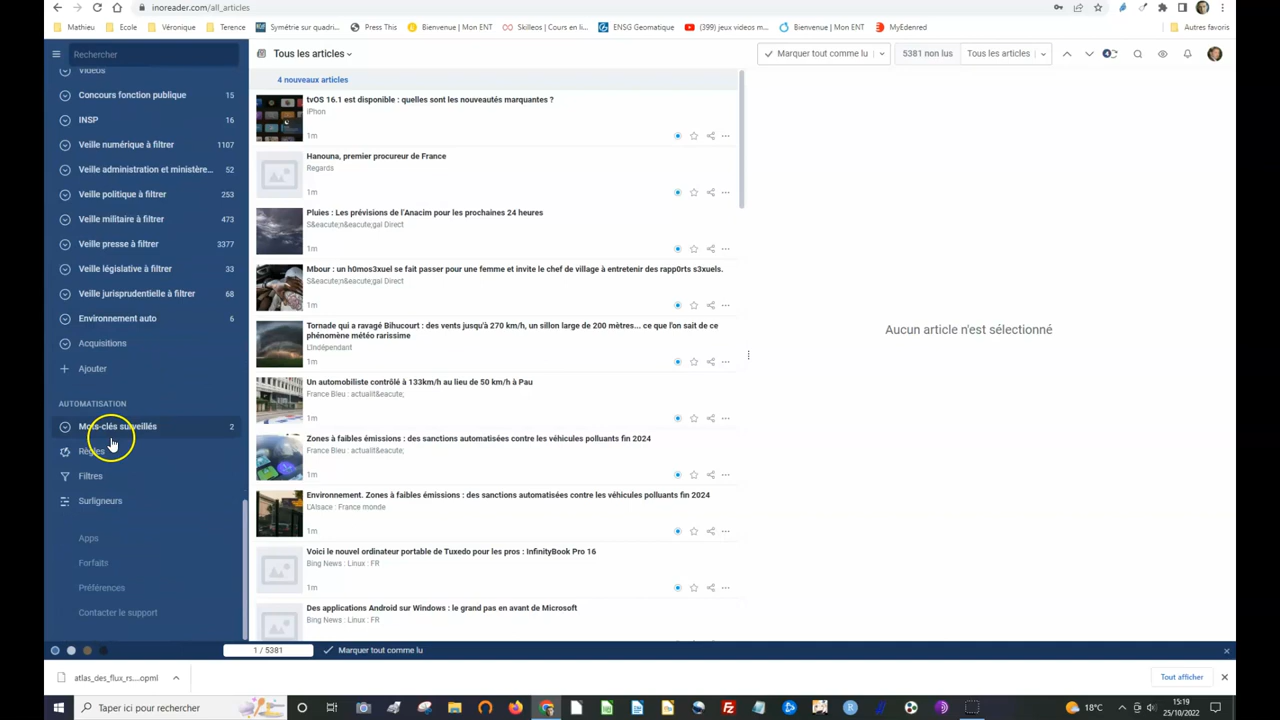 inoreader.com/all_articles
Mathieu
Ecole
Véronique
Terence
Symétrie sur quadri...
Press This
Bienvenue | Mon ENT
Skilleos | Cours en li...
ENSG Geomatique
(399) jeux videos m...
Bienvenue | Mon ENT
MyEdenred
Autres favoris
Rechercher
Tous les articles
Marquer tout comme lu
5381 non lus
Tous les articles
Vidéos
Concours fonction publique 15
INSP 16
Veille numérique à filtrer 1107
Veille administration et ministère... 52
Veille politique à filtrer 253
Veille militaire à filtrer 473
Veille presse à filtrer 3377
Veille législative à filtrer 33
Veille jurisprudentielle à filtrer 68
Environnement auto 6
Acquisitions
Ajouter
AUTOMATISATION
Mots-clés surveillés 2
Règles
Filtres
Surligneurs
Apps
Forfaits
Préférences
Contacter le support
4 nouveaux articles
tvOS 16.1 est disponible : quelles sont les nouveautés marquantes ?
iPhon
1m
Hanouna, premier procureur de France
Regards
1m
Pluies : Les prévisions de l'Anacim pour les prochaines 24 heures
S&eacute;n&eacute;gal Direct
1m
Mbour : un h0mos3xuel se fait passer pour une femme et invite le chef de village à entretenir des rapp0rts s3xuels.
S&eacute;n&eacute;gal Direct
1m
Tornade qui a ravagé Bihucourt : des vents jusqu'à 270 km/h, un sillon large de 200 mètres... ce que l'on sait de ce
phénomène météo rarissime
L'Indépendant
1m
Un automobiliste contrôlé à 133km/h au lieu de 50 km/h à Pau
France Bleu : actualit&eacute;
1m
Zones à faibles émissions : des sanctions automatisées contre les véhicules polluants fin 2024
France Bleu : actualit&eacute;
1m
Environnement. Zones à faibles émissions : des sanctions automatisées contre les véhicules polluants fin 2024
L'Alsace : France monde
1m
Voici le nouvel ordinateur portable de Tuxedo pour les pros : InfinityBook Pro 16
Bing News : Linux : FR
1m
Des applications Android sur Windows : le grand pas en avant de Microsoft
Bing News : Linux : FR
Aucun article n'est sélectionné
1 / 5381
Marquer tout comme lu
atlas_des_flux_rs....opml
Tout afficher
Taper ici pour rechercher
18°C
15:19
25/10/2022